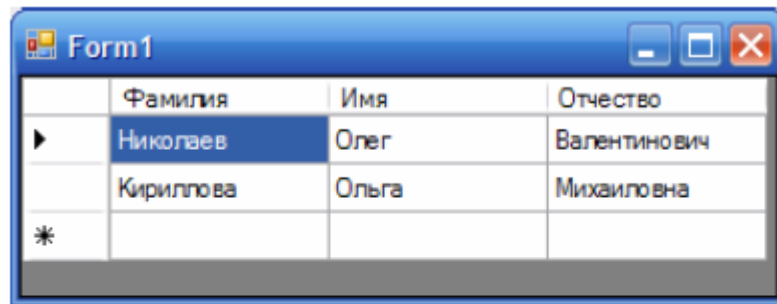 Form1
Фамилия Имя Отчество
Николаев Олег Валентинович
Кириллова Ольга Михаиловна